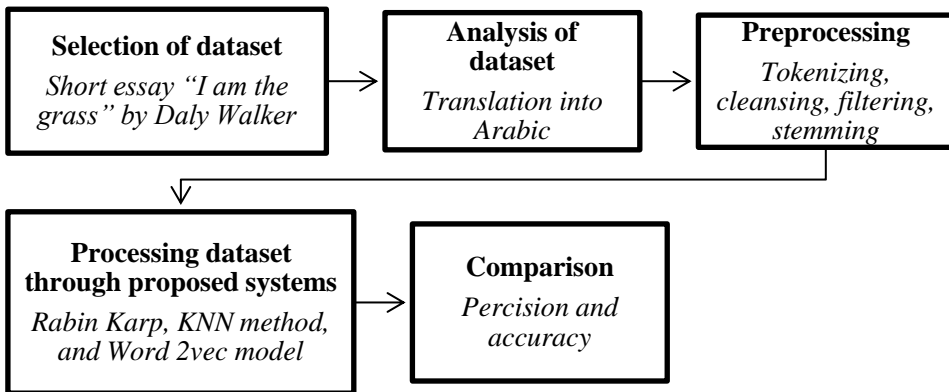 Selection of dataset
Short essay “I am the
grass” by Daly Walker
Analysis of
dataset
Translation into
Arabic
Preprocessing
Tokenizing,
cleansing, filtering,
stemming
Processing dataset
through proposed systems
Rabin Karp, KNN method,
and Word 2vec model
Comparison
Percision and
accuracy